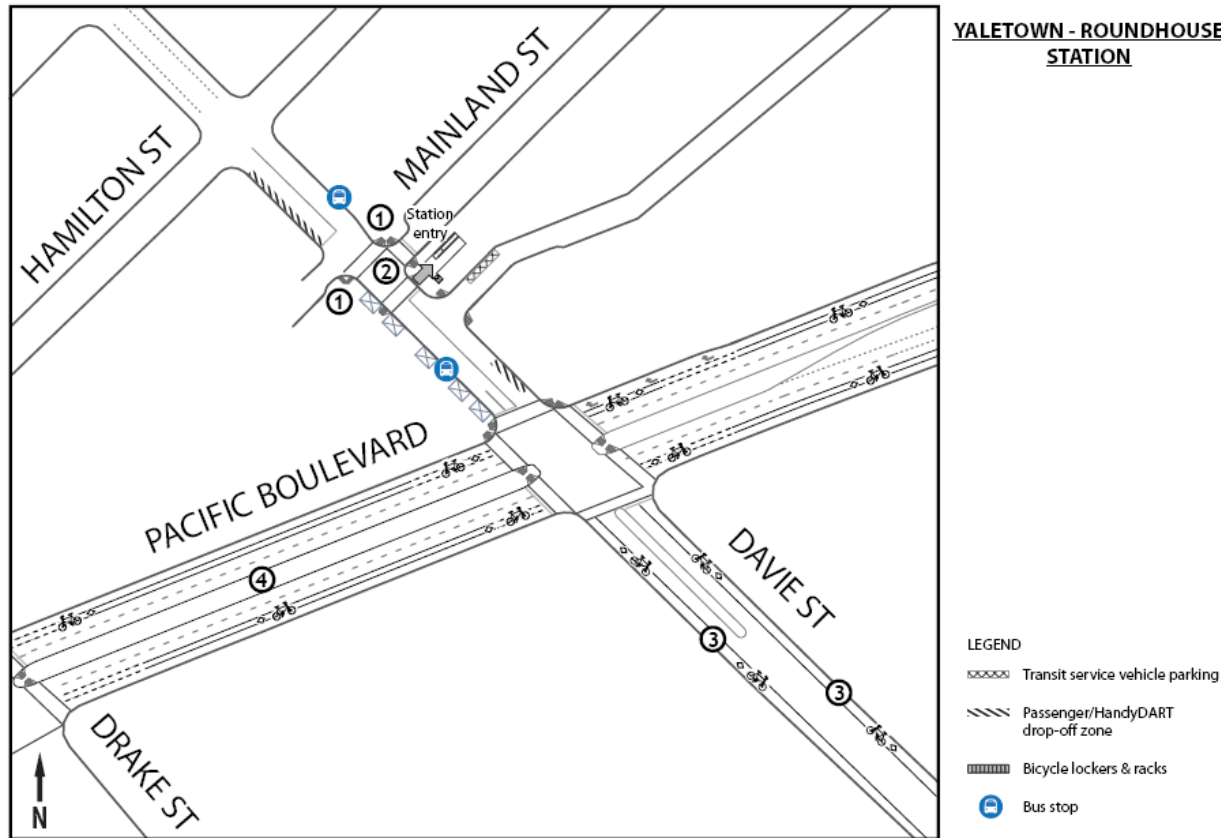 YALETOWN - ROUNDHOUSE
STATION
HAMILTON ST
MAINLAND ST
1
Station
entry
2
1
PACIFIC BOULEVARD
4
DAVIE ST
3
3
DRAKE ST
N
LEGEND
Transit service vehicle parking
Passenger/HandyDART
drop-off zone
Bicycle lockers & racks
Bus stop